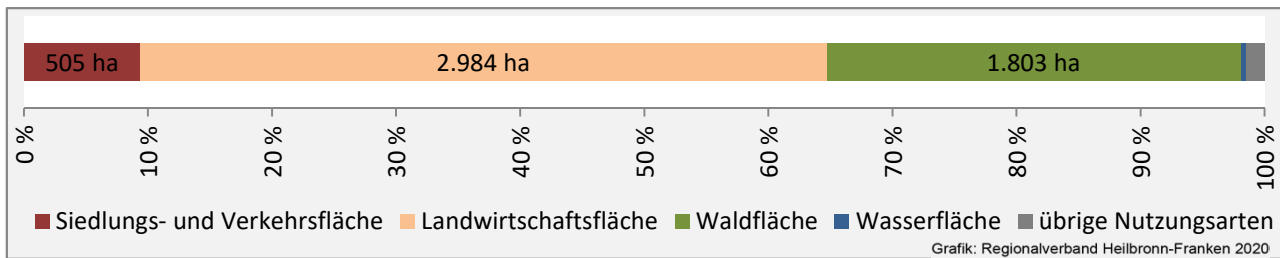 505 ha 2.984 ha 1.803 ha
0 % 10 % 20 % 30 % 40 % 50 % 60 % 70 % 80 % 90 % 100 %
Siedlungs- und Verkehrsfläche Landwirtschaftsfläche Waldfläche Wasserfläche übrige Nutzungsarten
Grafik: Regionalverband Heilbronn-Franken 2020